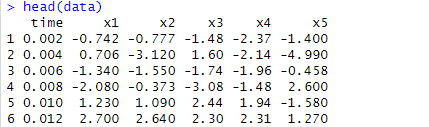 > head(data)
time x1 x2 x3 x4 x5
1 0.002 -0.742 -0.777 -1.48 -2.37 -1.400
2 0.004 0.706 -3.120 1.60 -2.14 -4.990
3 0.006 -1.340 -1.550 -1.74 -1.96 -0.458
4 0.008 -2.080 -0.373 -3.08 -1.48 2.600
5 0.010 1.230 1.090 2.44 1.94 -1.580
6 0.012 2.700 2.640 2.30 2.31 1.270